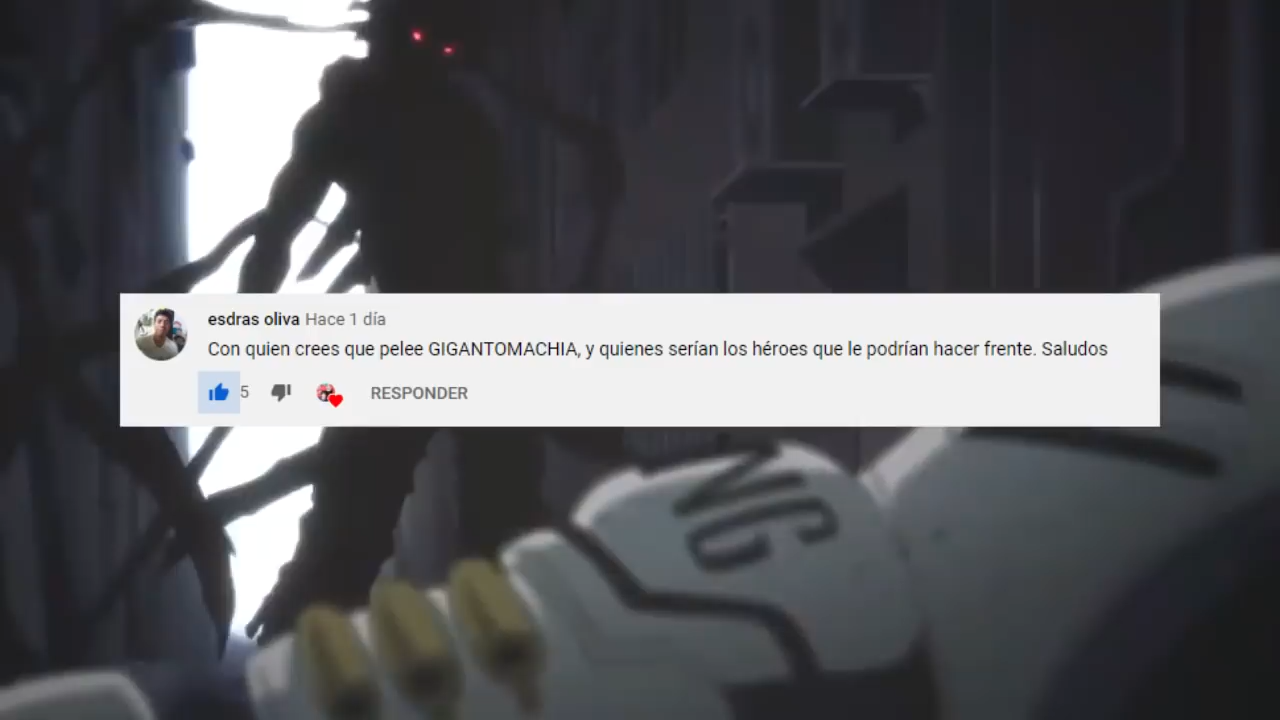 esdras oliva Hace 1 día
Con quien crees que pelee GIGANTOMACHIA, y quienes serían los héroes que le podrían hacer frente. Saludos
5 RESPONDER
NG